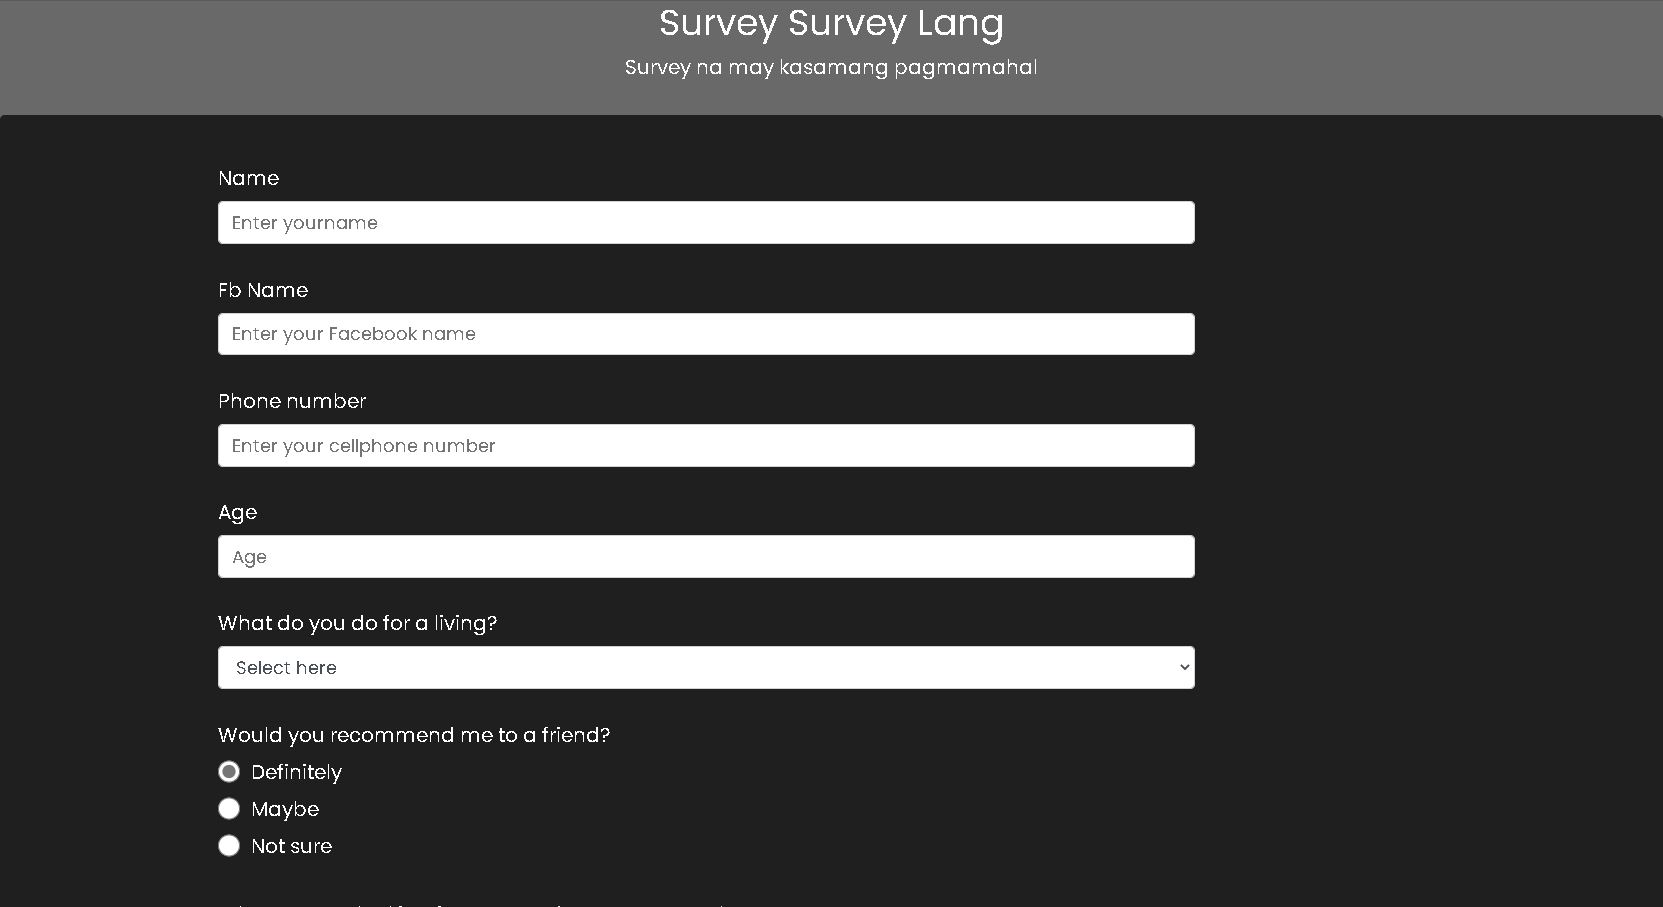 Survey Survey Lang
Survey na may kasamang pagmamahal
Name
Enter yourname
Fb Name
Enter your Facebook name
Phone number
Enter your cellphone number
Age
Age
What do you do for a living?
Select here
Would you recommend me to a friend?
Definitely
Maybe
Not sure